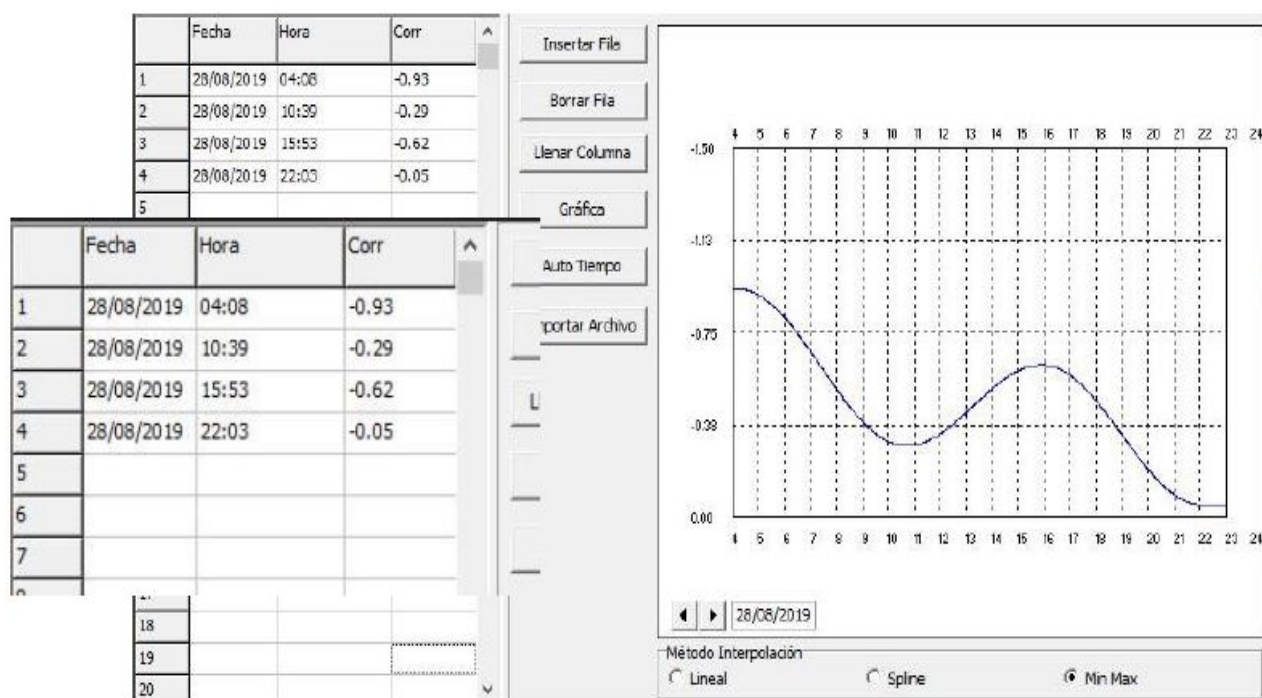 Fecha Hora Corr
1 28/08/2019 04:08 -0.93
2 28/08/2019 10:39 -0.29
3 28/08/2019 15:53 -0.62
4 28/08/2019 22:03 -0.05
5
Fecha Hora Corr
1 28/08/2019 04:08 -0.93
2 28/08/2019 10:39 -0.29
3 28/08/2019 15:53 -0.62
4 28/08/2019 22:03 -0.05
5
6
7
18
19
20
Insertar Fila
Borrar Fila
Llenar Columna
Gráfica
Auto Tiempo
portar Archivo
4 5 6 7 8 9 10 11 12 13 14 15 16 17 18 19 20 21 22 23 24
-1.50
-1.13
-0.75
-0.38
0.00
4 5 6 7 8 9 10 11 12 13 14 15 16 17 18 19 20 21 22 23 24
28/08/2019
Método Interpolación
Lineal Spline Min Max